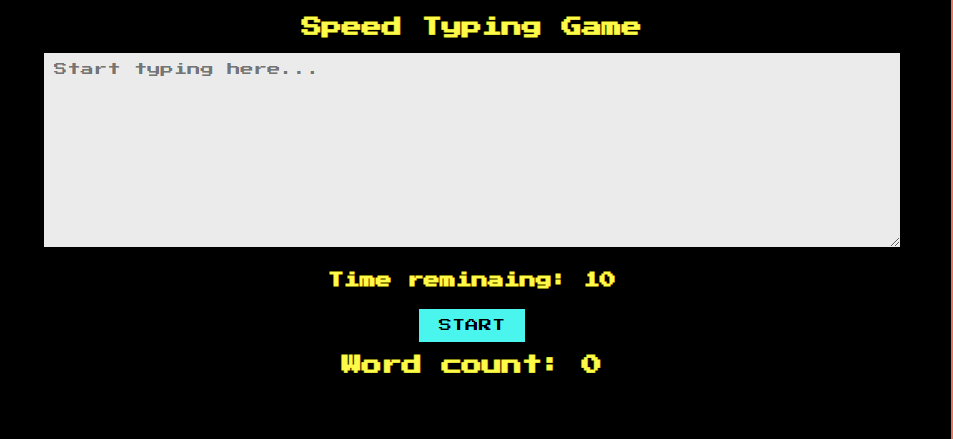 Speed Typing Game
Start typing here...
Time reminaing: 10
START
Word count: 0